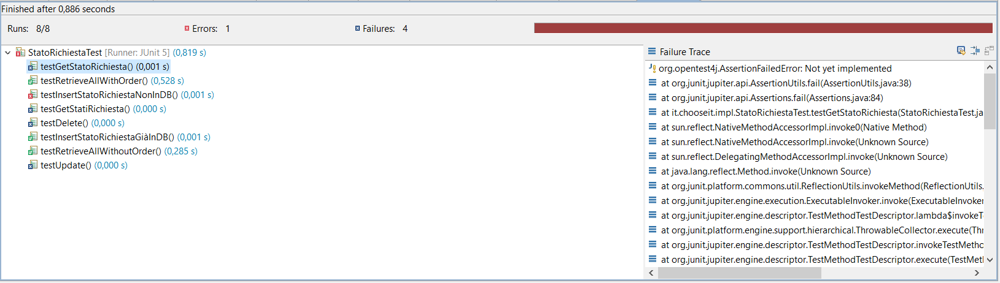 Finished after 0,886 seconds
Runs: 8/8 Errors: 1 Failures: 4
StatoRichiestaTest [Runner: JUnit 5] (0,819 s)
testGetStatoRichiesta() (0,001 s)
testRetrieveAllWithOrder() (0,528 s)
testInsertStatoRichiestaNonInDB() (0,001 s)
testGetStatiRichiesta() (0,000 s)
testDelete() (0,000 s)
testInsertStatoRichiestaGiàInDB() (0,001 s)
testRetrieveAllWithoutOrder() (0,285 s)
testUpdate() (0,000 s)
Failure Trace
org.opentest4j.AssertionFailedError: Not yet implemented
at org.junit.jupiter.api.AssertionUtils.fail(AssertionUtils.java:38)
at org.junit.jupiter.api.Assertions.fail(Assertions.java:84)
at it.chooseit.impl.StatoRichiestaTest.testGetStatoRichiesta(StatoRichiestaTest.ja
at sun.reflect.NativeMethodAccessorImpl.invoke0(Native Method)
at sun.reflect.NativeMethodAccessorImpl.invoke(Unknown Source)
at sun.reflect.DelegatingMethodAccessorImpl.invoke(Unknown Source)
at java.lang.reflect.Method.invoke(Unknown Source)
at org.junit.platform.commons.util.ReflectionUtils.invokeMethod(ReflectionUtils.
at org.junit.jupiter.engine.execution.ExecutableInvoker.invoke(ExecutableInvoker
at org.junit.jupiter.engine.descriptor.TestMethodTestDescriptor.lambda$invokeT
at org.junit.platform.engine.support.hierarchical.ThrowableCollector.execute(Thr
at org.junit.jupiter.engine.descriptor.TestMethodTestDescriptor.invokeTestMetho
at org.junit.jupiter.engine.descriptor.TestMethodTestDescriptor.execute(TestMet